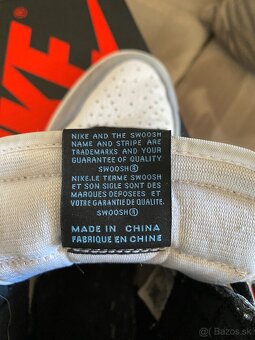 NIKE
NIKE AND THE SWOOSH
NAME AND STRIPE ARE
TRADEMARKS AND YOUR
GUARANTEE OF QUALITY
SWOOSH®
NIKE.LE TERME SWOOSH
ET SON SIGLE SONT DES
MARQUES DEPOSEES ET
VOTRE GARANTIE DE QUALITE
SWOOSH®
MADE IN CHINA
FABRIQUE EN CHINE
Bazos.sk